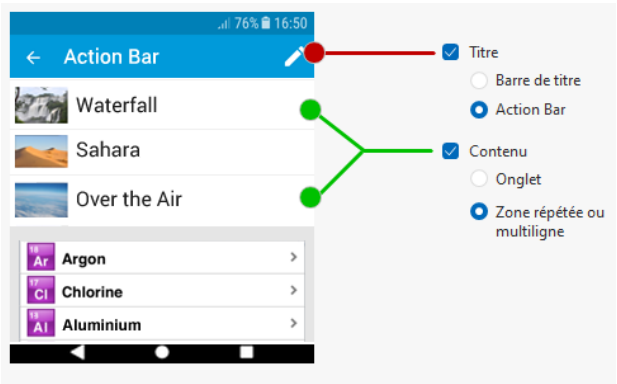 76% 16:50
Action Bar
Waterfall
Sahara
Over the Air
18
Ar Argon
17
Cl Chlorine
13
Al Aluminium
Titre
Barre de titre
Action Bar
Contenu
Onglet
Zone répétée ou
multiligne